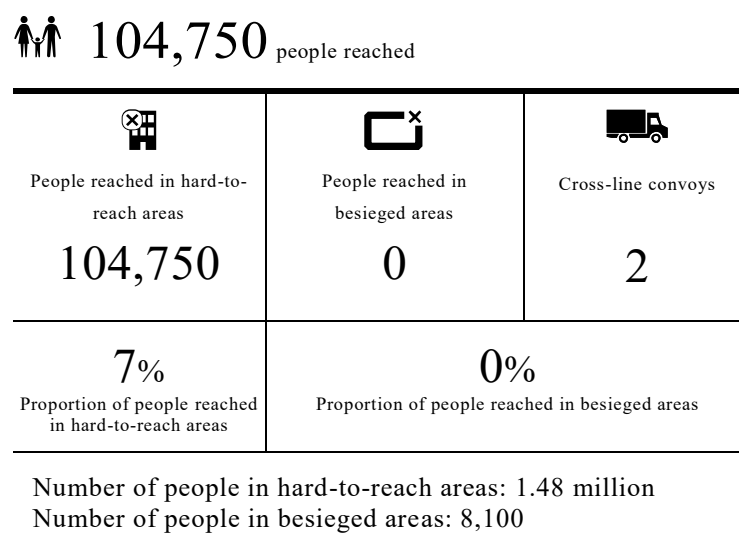 104,750 people reached
People reached in hard-to-
reach areas
104,750
People reached in
besieged areas
0
Cross-line convoys
2
7%
Proportion of people reached
in hard-to-reach areas
0%
Proportion of people reached in besieged areas
Number of people in hard-to-reach areas: 1.48 million
Number of people in besieged areas: 8,100